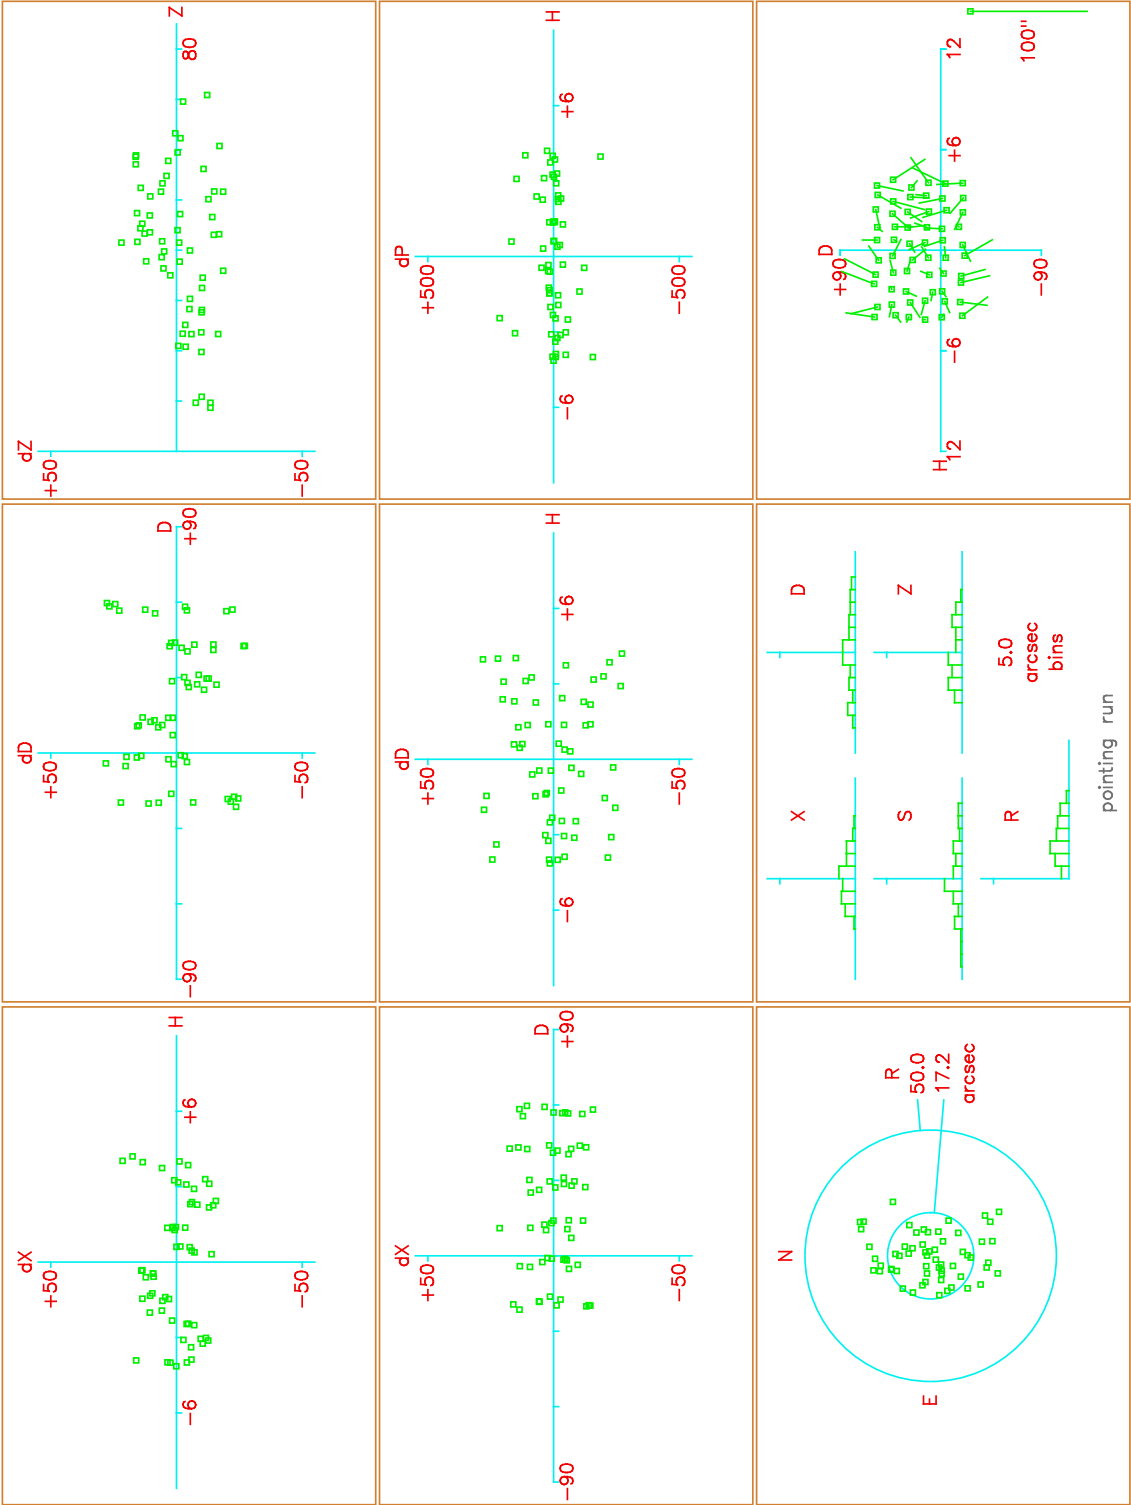 dX
+50
H
-6 +6
-50
dD
+50
D
-90 +90
-50
dZ
+50
Z
80
-50
dX
+50
D
-90 +90
-50
dD
+50
H
-6 +6
-50
dP
+500
H
-6 +6
-500
N
E
R
50.0
17.2
arcsec
X D
S Z
R
5.0
arcsec
bins
pointing run
D
+90
H
12 -6 +6 12
-90
100"